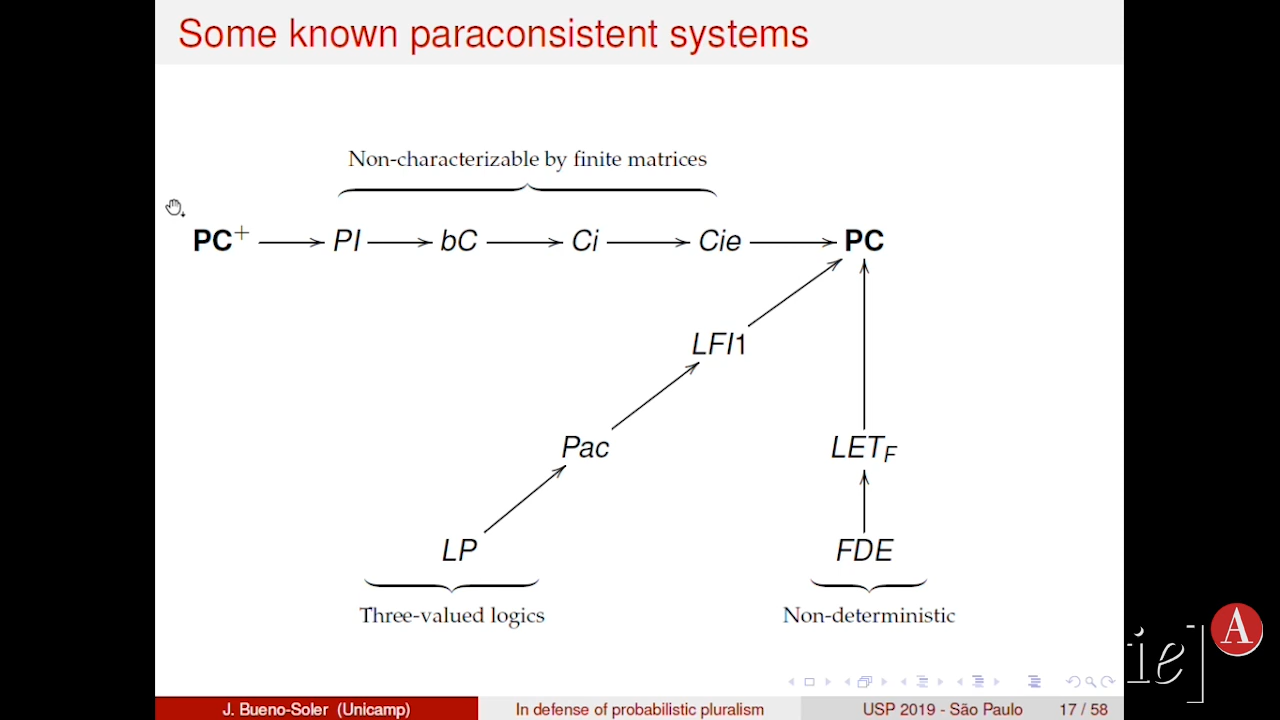 Some known paraconsistent systems
Non-characterizable by finite matrices
PC+ PI bC Ci Cie PC
LFI1
Pac LETF
LP FDE
Three-valued logics Non-deterministic
ie] A
J. Bueno-Soler (Unicamp) In defense of probabilistic pluralism USP 2019 - São Paulo 17 / 58